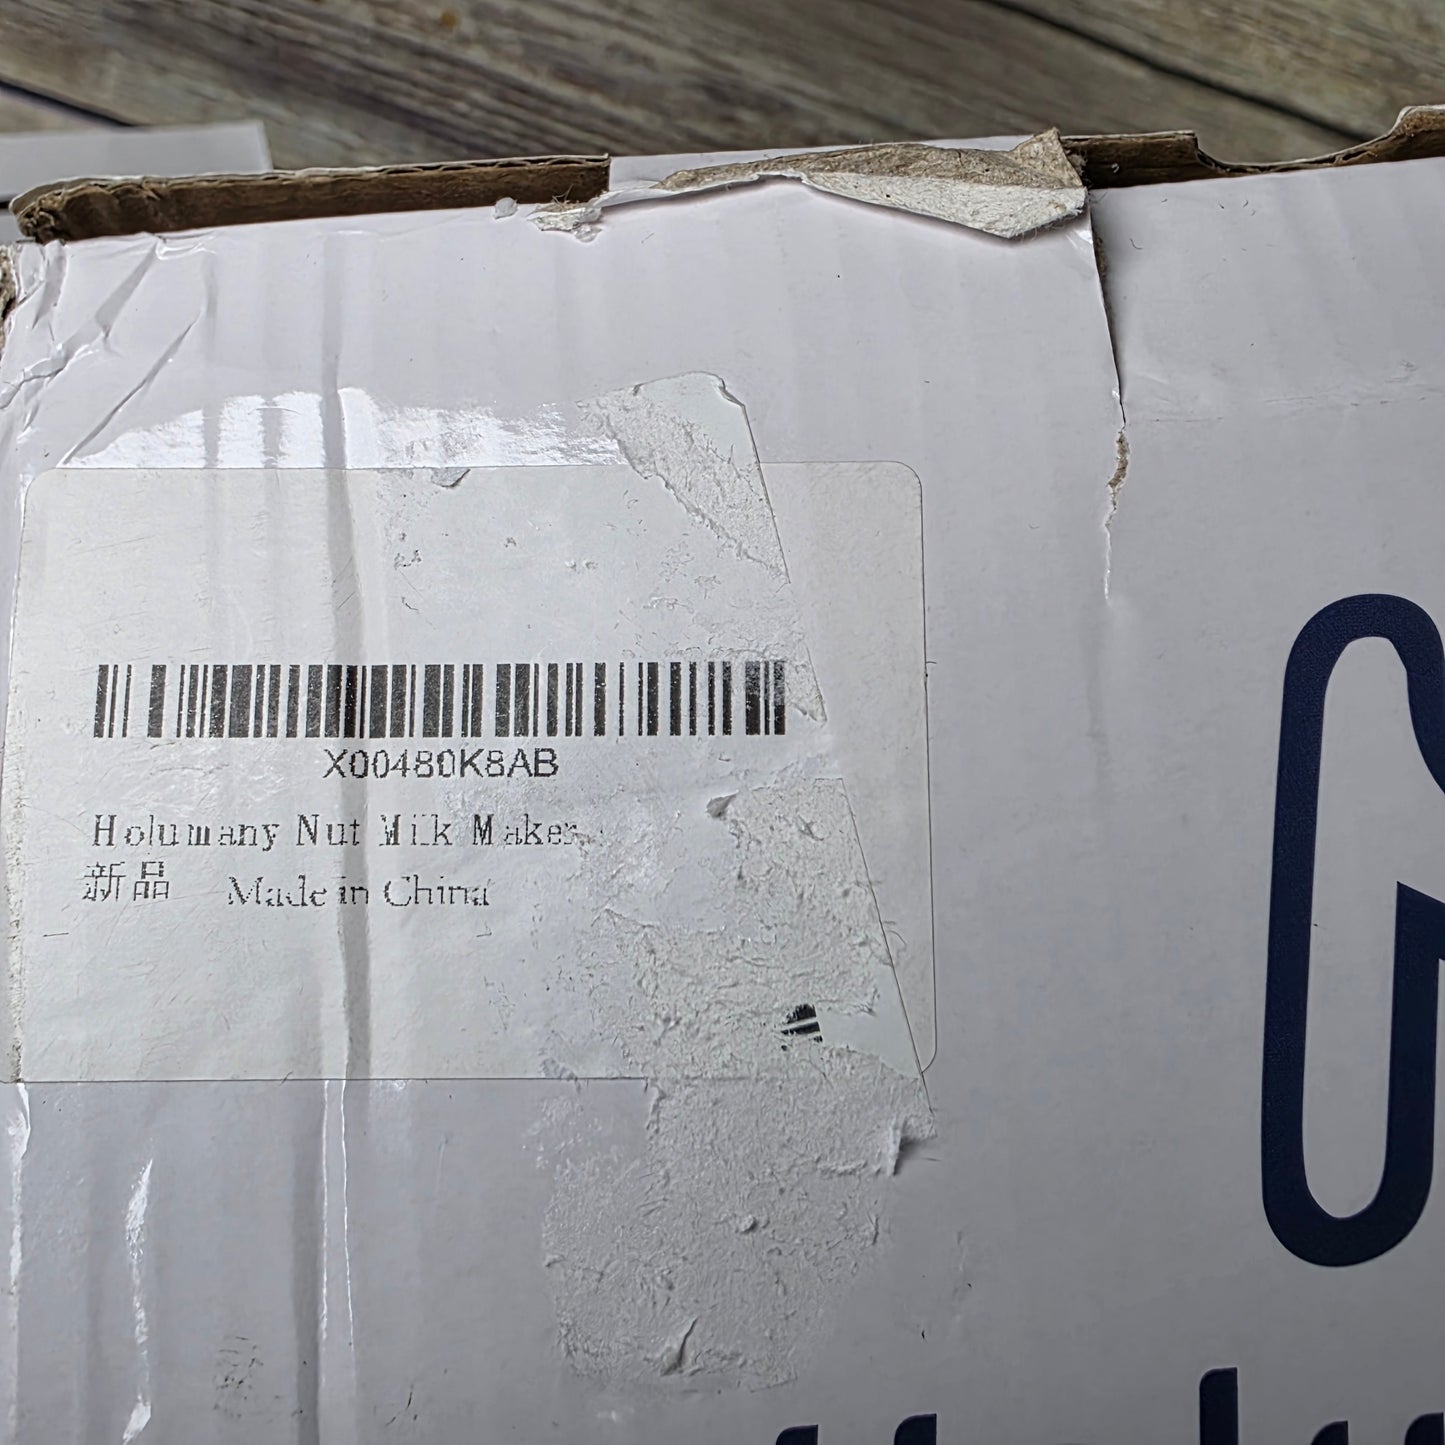 X00480K8AB
Holumany Nut Milk Maker
新品 Made in China